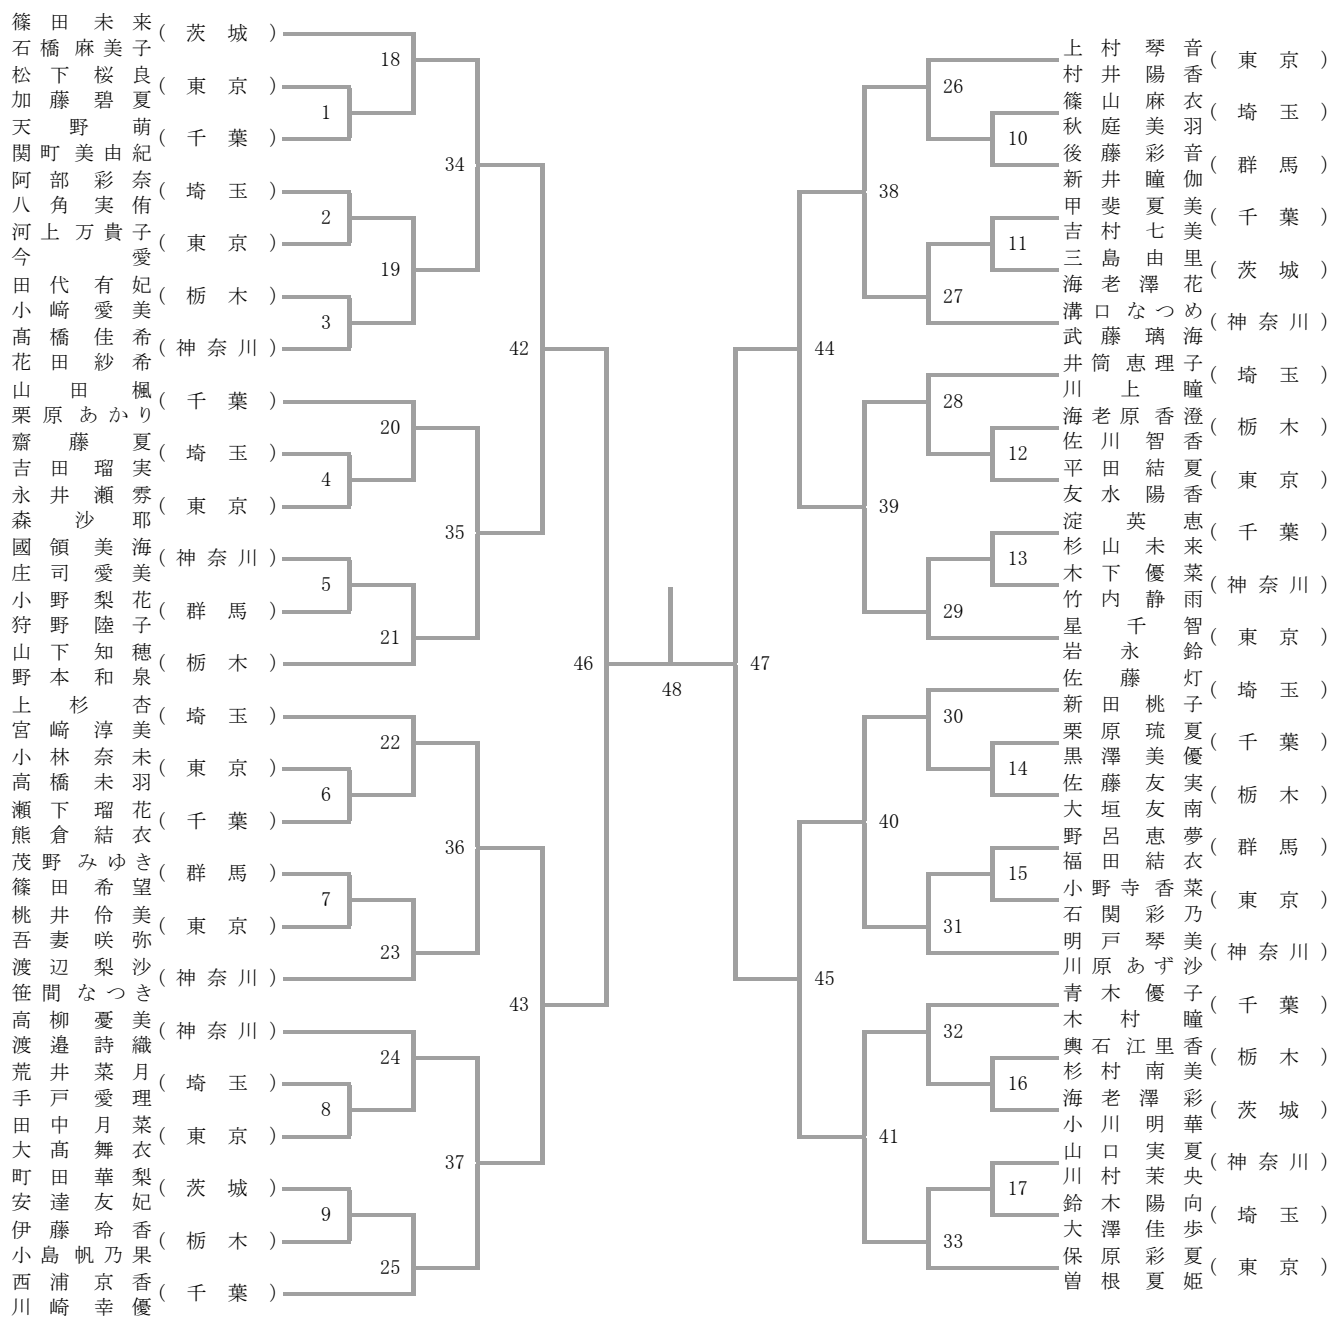 篠田未来
石橋麻美子
(茨城)
松下桜良
加藤碧夏
(東京)
天野萌
関町美由紀
(千葉)
阿部彩奈
八角実侑
(埼玉)
河上万貴子
今愛
(東京)
田代有妃
小﨑愛美
(栃木)
髙橋佳希
花田紗希
(神奈川)
山田楓
栗原あかり
(千葉)
齋藤夏
吉田瑠実
(埼玉)
永井瀬雰
森沙耶
(東京)
國領美海
庄司愛美
(神奈川)
小野梨花
狩野陸子
(群馬)
山下知穂
野本和泉
(栃木)
上杉杏
宮﨑淳美
(埼玉)
小林奈未
高橋未羽
(東京)
瀬下瑠花
熊倉結衣
(千葉)
茂野みゆき
篠田希望
(群馬)
桃井伶美
吾妻咲弥
(東京)
渡辺梨沙
笹間なつき
(神奈川)
高柳憂美
渡邉詩織
(神奈川)
荒井菜月
手戸愛理
(埼玉)
田中月菜
大髙舞衣
(東京)
町田華梨
安達友妃
(茨城)
伊藤玲香
小島帆乃果
(栃木)
西浦京香
川崎幸優
(千葉)
1
2
3
4
5
6
7
8
9
18
19
20
21
22
23
24
25
34
35
36
37
42
43
46
48
47
44
45
38
39
40
41
26
27
28
29
30
31
32
33
10
11
12
13
14
15
16
17
上村琴音
村井陽香
(東京)
篠山麻衣
秋庭美羽
(埼玉)
後藤彩音
新井瞳伽
(群馬)
甲斐夏美
吉村七美
(千葉)
三島由里
海老澤花
(茨城)
溝口なつめ
武藤璃海
(神奈川)
井筒恵理子
川上瞳
(埼玉)
海老原香澄
佐川智香
(栃木)
平田結夏
友水陽香
(東京)
淀英恵
杉山未来
(千葉)
木下優菜
竹内静雨
(神奈川)
星千智
岩永鈴
(東京)
佐藤灯
新田桃子
(埼玉)
栗原琉夏
黒澤美優
(千葉)
佐藤友実
大垣友南
(栃木)
野呂恵夢
福田結衣
(群馬)
小野寺香菜
石関彩乃
(東京)
明戸琴美
川原あず沙
(神奈川)
青木優子
木村瞳
(千葉)
輿石江里香
杉村南美
(栃木)
海老澤彩
小川明華
(茨城)
山口実夏
川村茉央
(神奈川)
鈴木陽向
大澤佳歩
(埼玉)
保原彩夏
曽根夏姫
(東京)